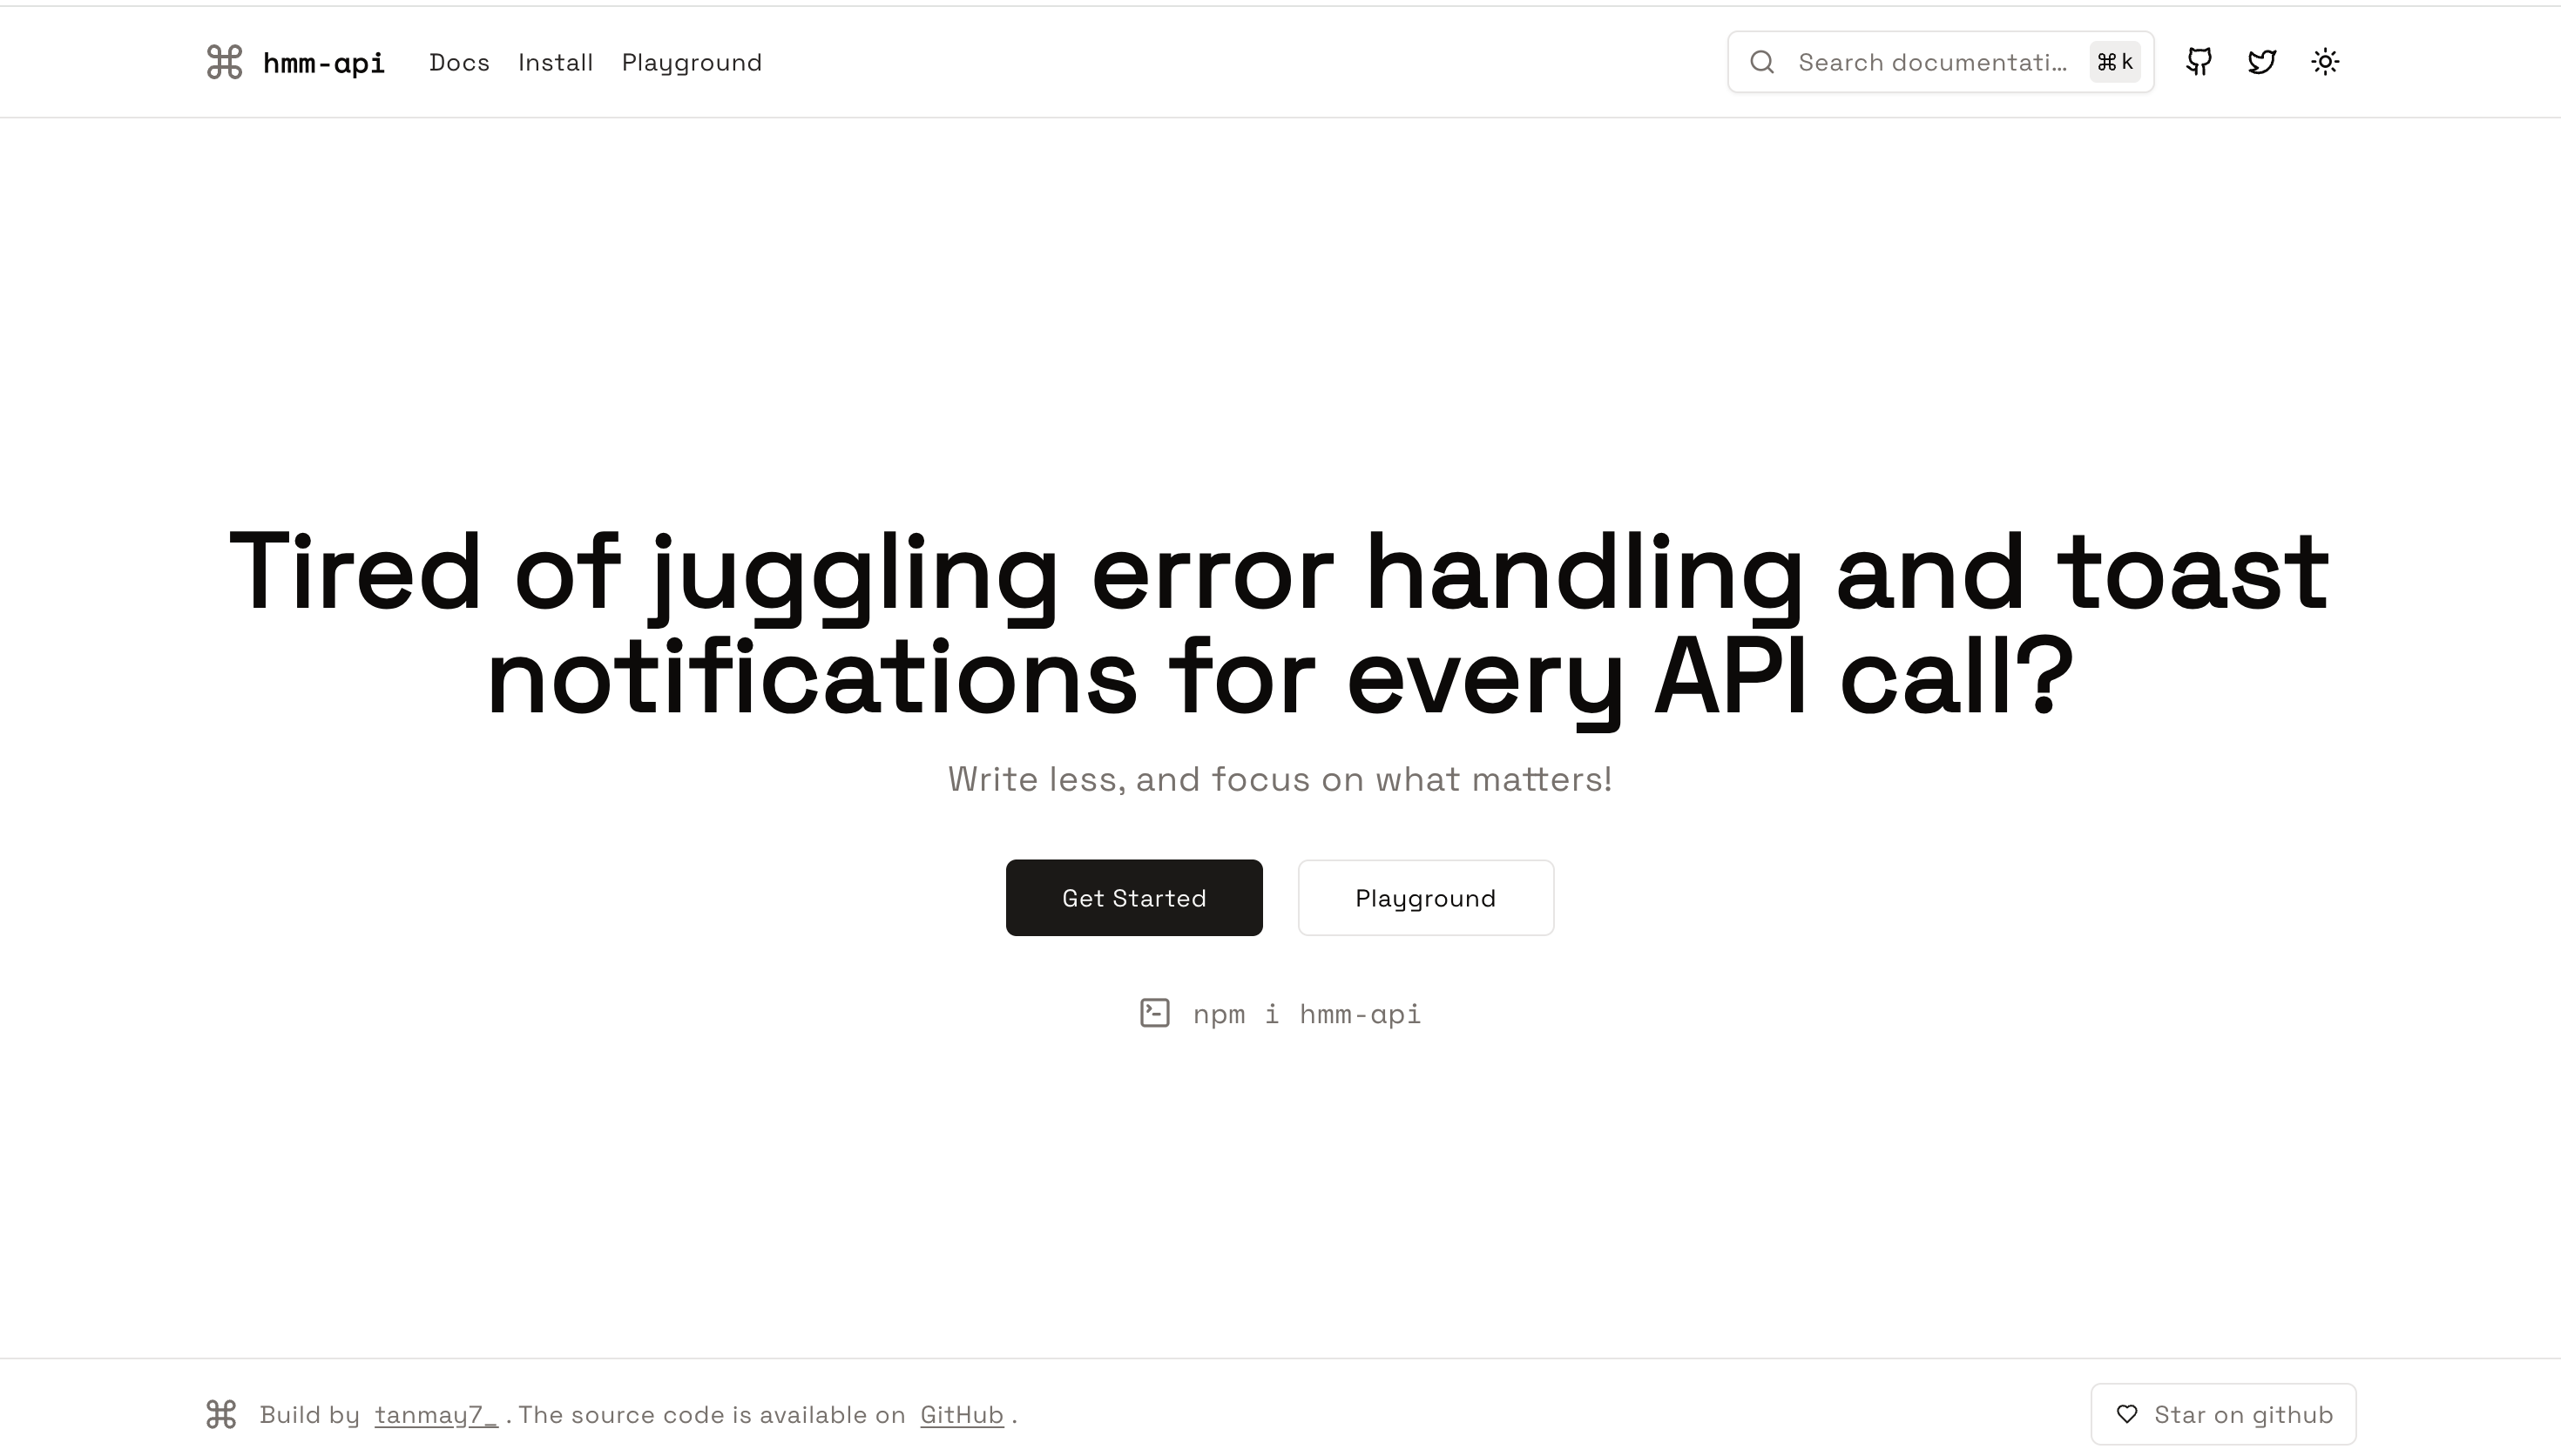 hmm-api Docs Install Playground Search documentati... ⌘k
Tired of juggling error handling and toast
notifications for every API call?
Write less, and focus on what matters!
Get Started Playground
npm i hmm-api
Build by tanmay7_ . The source code is available on GitHub . Star on github